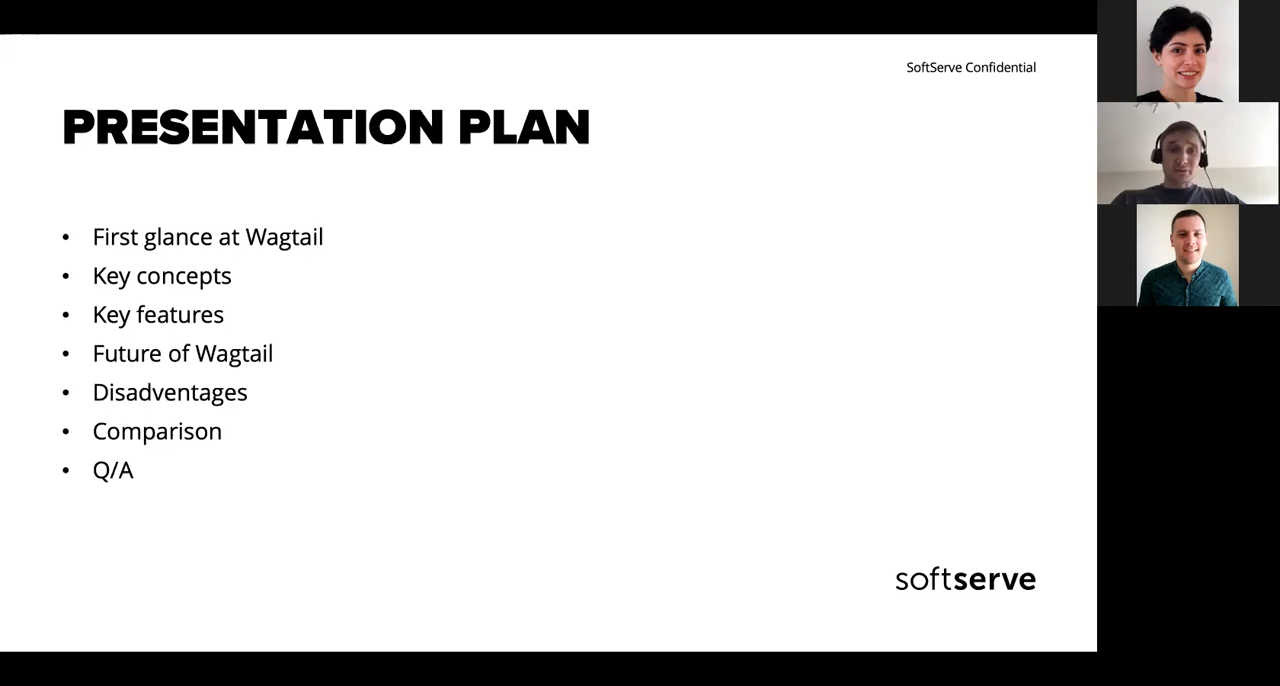 SoftServe Confidential
PRESENTATION PLAN
• First glance at Wagtail
• Key concepts
• Key features
• Future of Wagtail
• Disadventages
• Comparison
• Q/A
softserve